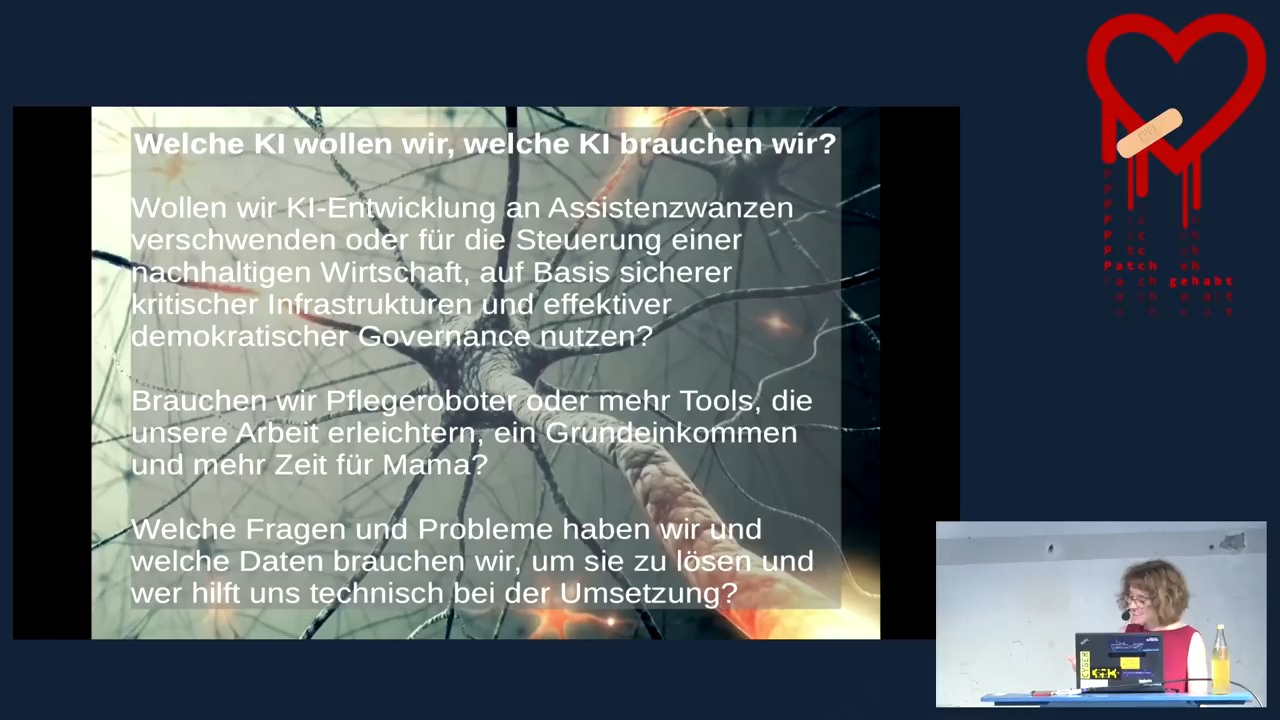 Welche KI wollen wir, welche KI brauchen wir?
Wollen wir KI-Entwicklung an Assistenzwanzen
verschwenden oder für die Steuerung einer
nachhaltigen Wirtschaft, auf Basis sicherer
kritischer Infrastrukturen und effektiver
demokratischer Governance nutzen?
Brauchen wir Pflegeroboter oder mehr Tools, die
unsere Arbeit erleichtern, ein Grundeinkommen
und mehr Zeit für Mama?
Welche Fragen und Probleme haben wir und
welche Daten brauchen wir, um sie zu lösen und
wer hilft uns technisch bei der Umsetzung?
Patch gehabt
CYBER